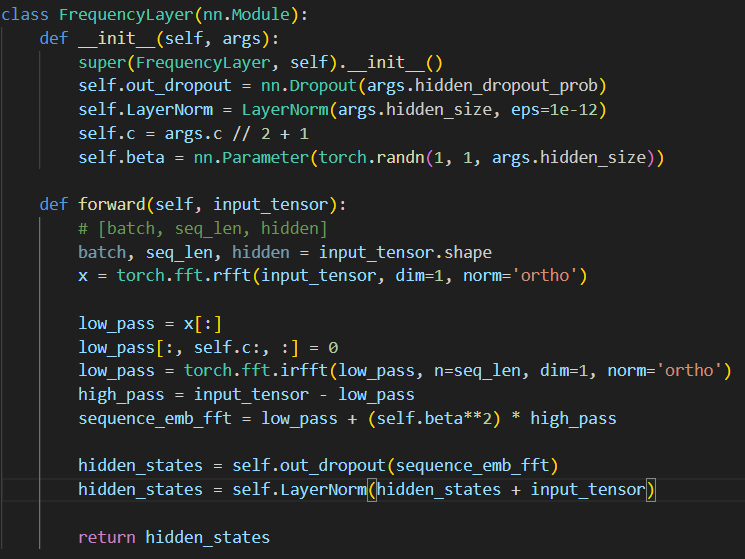 class FrequencyLayer(nn.Module):
    def __init__(self, args):
        super(FrequencyLayer, self).__init__()
        self.out_dropout = nn.Dropout(args.hidden_dropout_prob)
        self.LayerNorm = LayerNorm(args.hidden_size, eps=1e-12)
        self.c = args.c // 2 + 1
        self.beta = nn.Parameter(torch.randn(1, 1, args.hidden_size))

    def forward(self, input_tensor):
        # [batch, seq_len, hidden]
        batch, seq_len, hidden = input_tensor.shape
        x = torch.fft.rfft(input_tensor, dim=1, norm='ortho')

        low_pass = x[:]
        low_pass[:, self.c:, :] = 0
        low_pass = torch.fft.irfft(low_pass, n=seq_len, dim=1, norm='ortho')
        high_pass = input_tensor - low_pass
        sequence_emb_fft = low_pass + (self.beta**2) * high_pass

        hidden_states = self.out_dropout(sequence_emb_fft)
        hidden_states = self.LayerNorm(hidden_states + input_tensor)

        return hidden_states